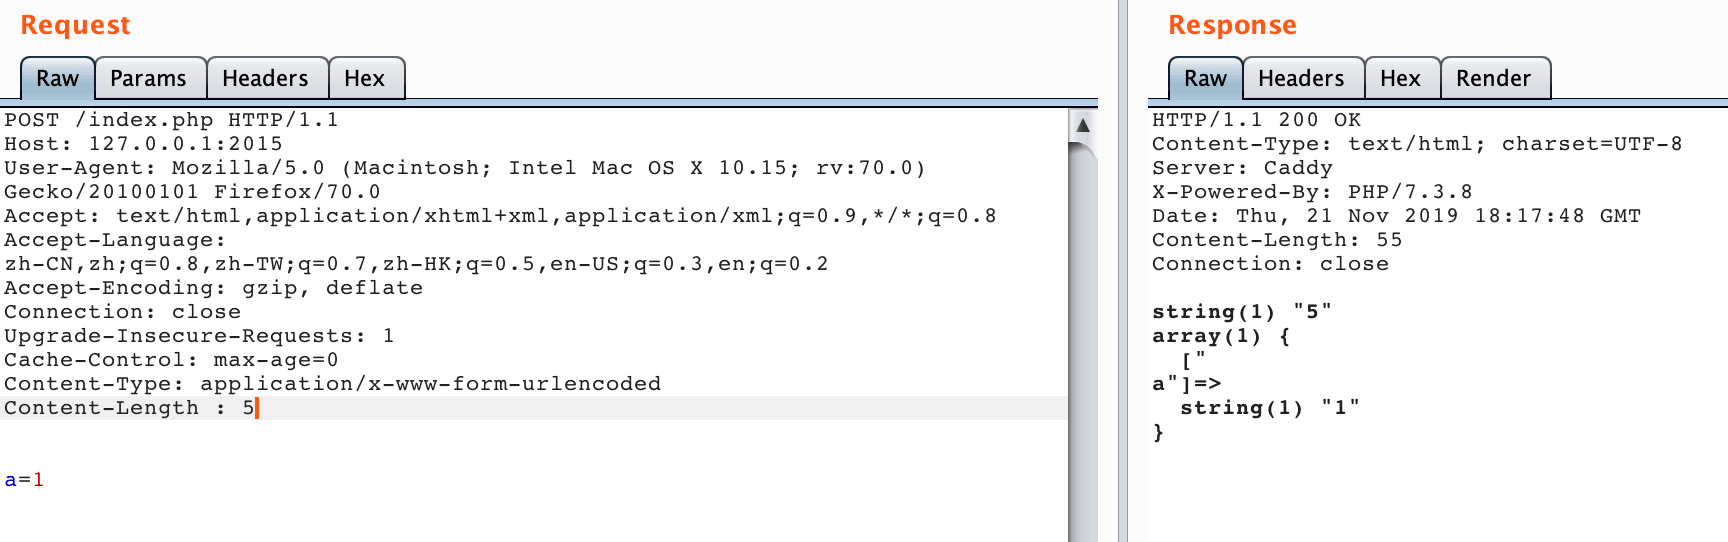 Request
Raw Params Headers Hex
POST /index.php HTTP/1.1
Host: 127.0.0.1:2015
User-Agent: Mozilla/5.0 (Macintosh; Intel Mac OS X 10.15; rv:70.0)
Gecko/20100101 Firefox/70.0
Accept: text/html,application/xhtml+xml,application/xml;q=0.9,*/*;q=0.8
Accept-Language:
zh-CN,zh;q=0.8,zh-TW;q=0.7,zh-HK;q=0.5,en-US;q=0.3,en;q=0.2
Accept-Encoding: gzip, deflate
Connection: close
Upgrade-Insecure-Requests: 1
Cache-Control: max-age=0
Content-Type: application/x-www-form-urlencoded
Content-Length : 5
a=1
Response
Raw Headers Hex Render
HTTP/1.1 200 OK
Content-Type: text/html; charset=UTF-8
Server: Caddy
X-Powered-By: PHP/7.3.8
Date: Thu, 21 Nov 2019 18:17:48 GMT
Content-Length: 55
Connection: close
string(1) "5"
array(1) {
["
a"]=>
string(1) "1"
}